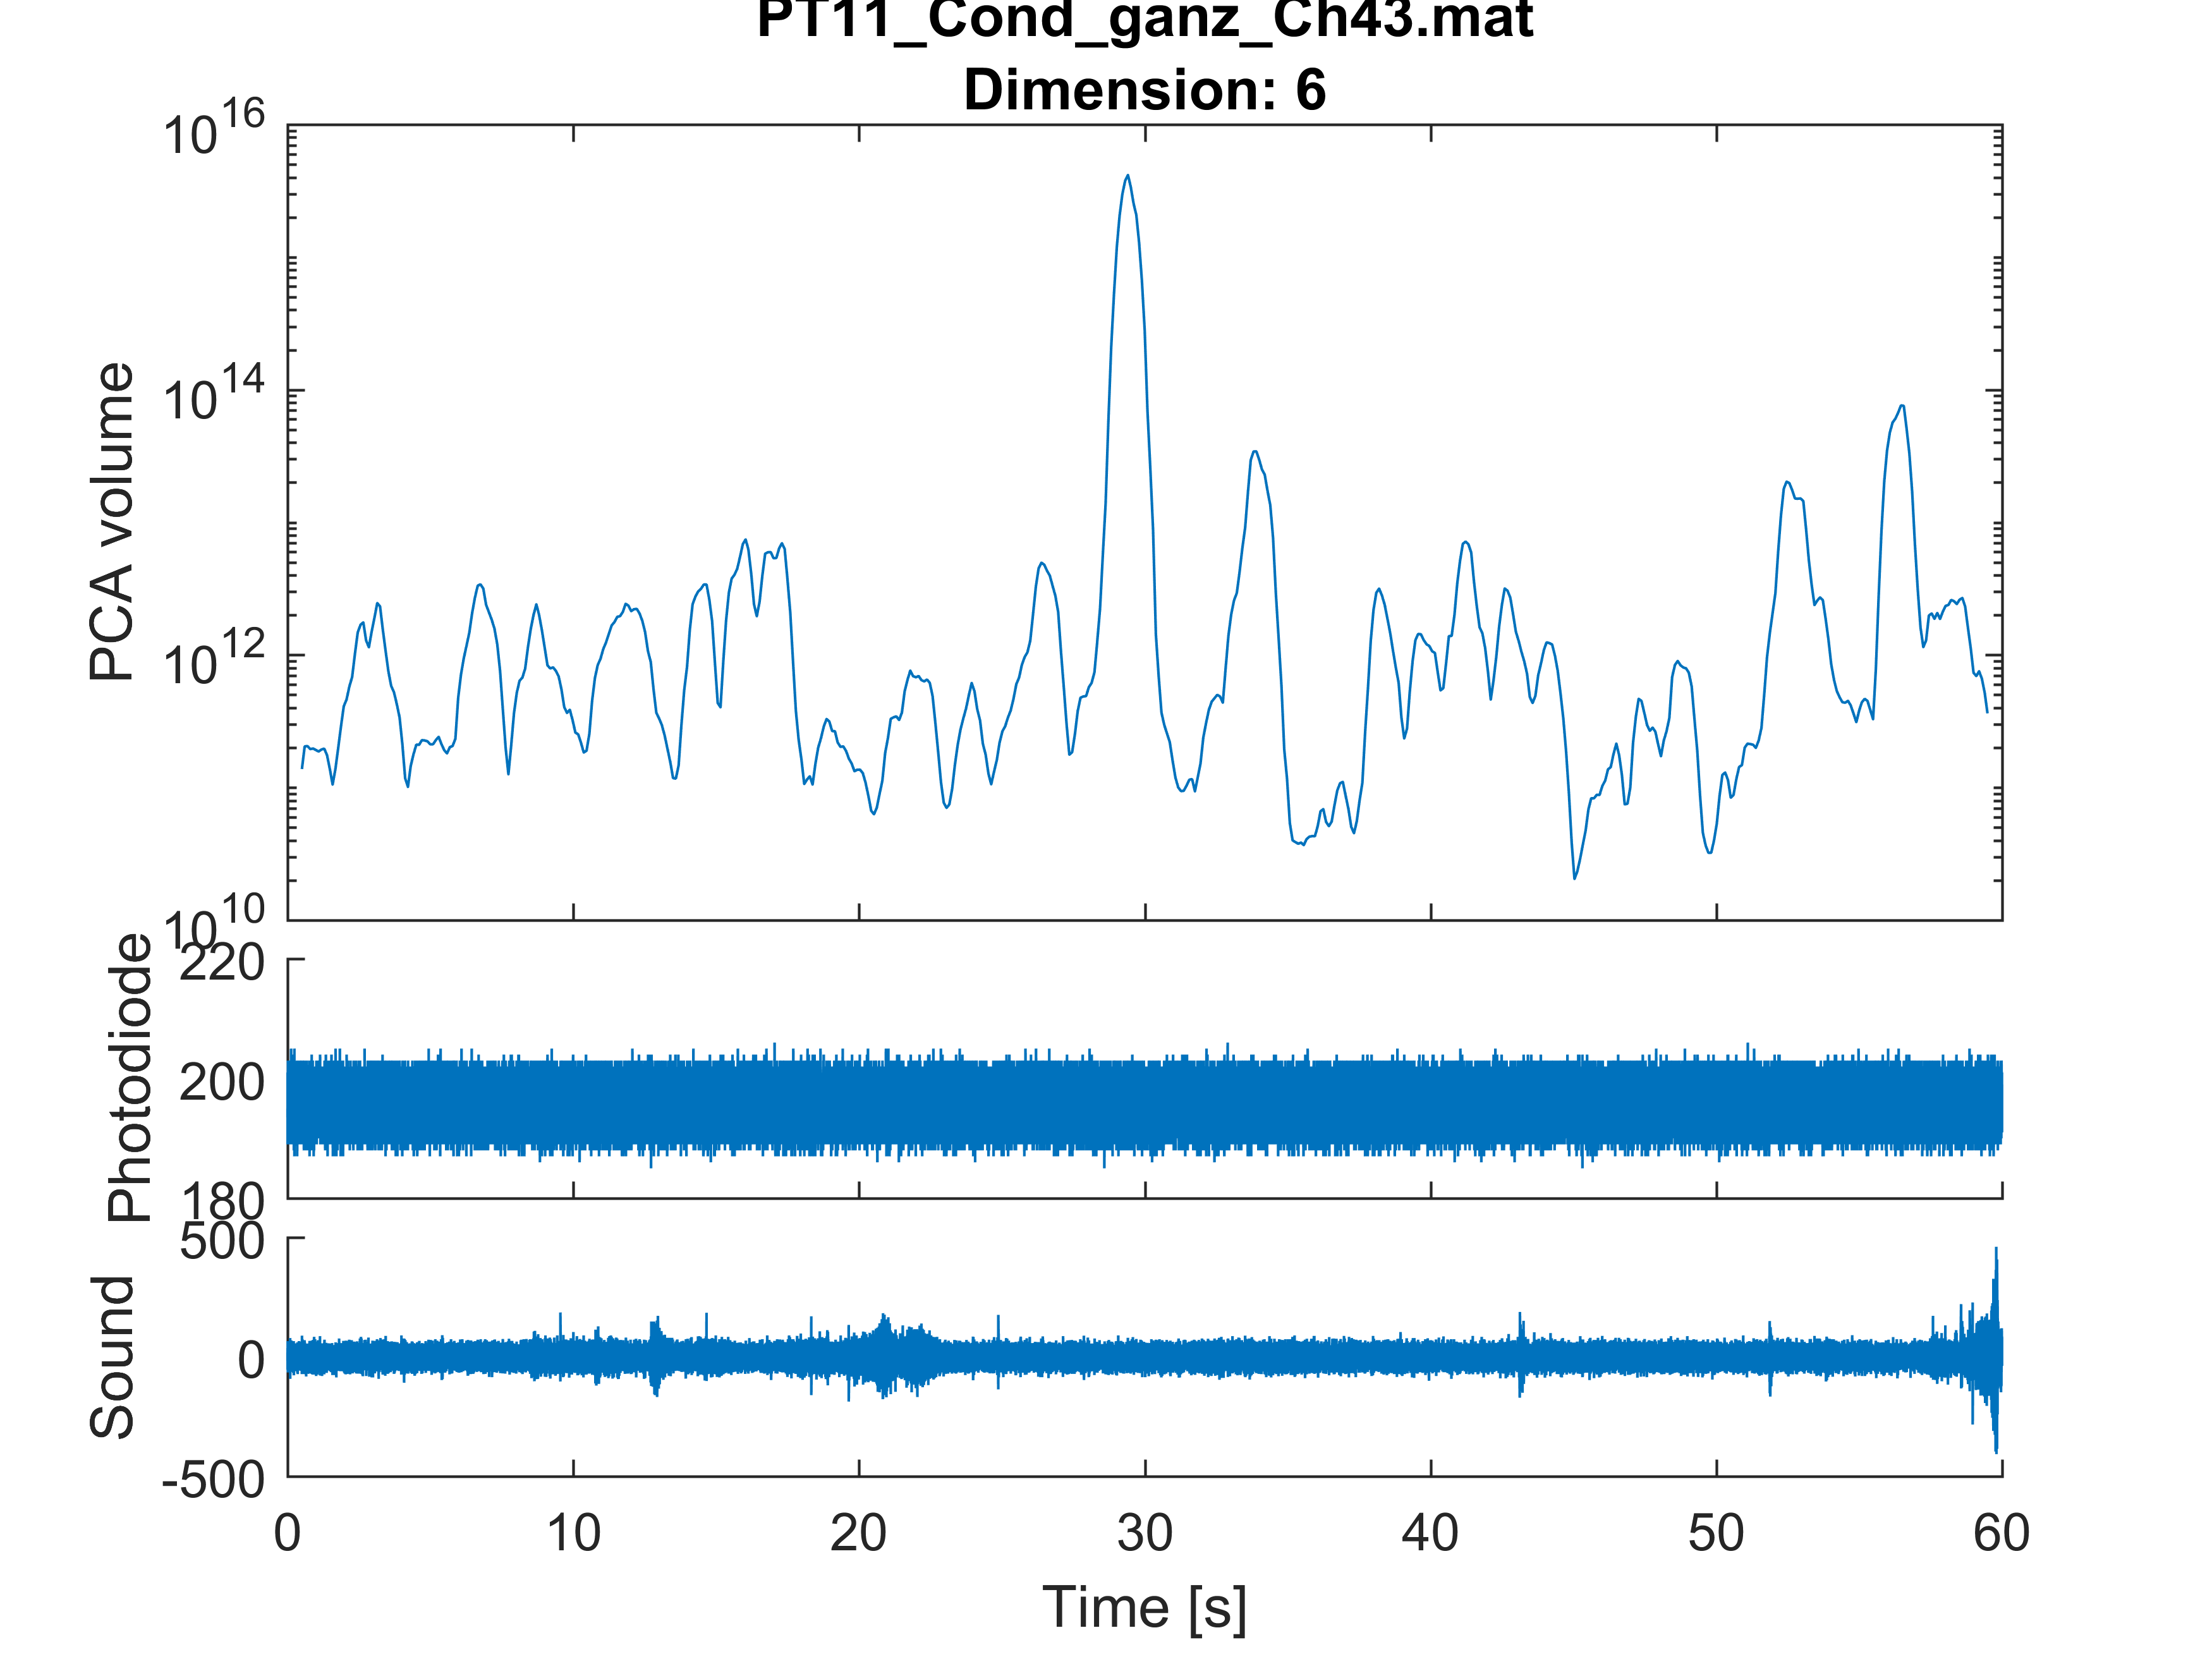 PT11_Cond_ganz_Ch43.mat
Dimension: 6
10^16
10^14
10^12
10^10
PCA volume
220
200
180
Photodiode
500
0
-500
Sound
0 10 20 30 40 50 60
Time [s]